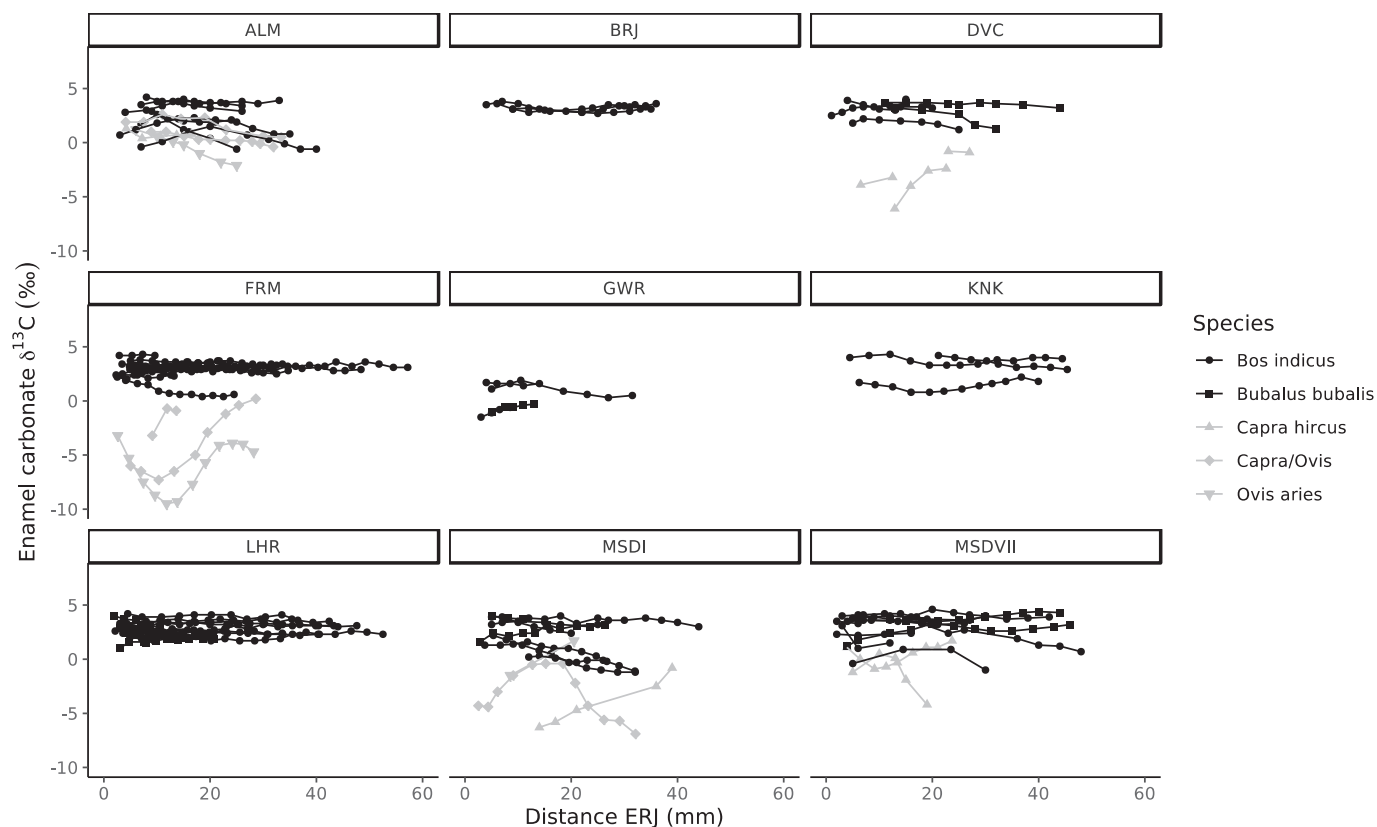 ALM BRJ DVC
5
0
-5
-10
FRM GWR KNK
5
0
-5
-10
LHR MSDI MSDVII
5
0
-5
-10
0 20 40 60 0 20 40 60 0 20 40 60
Distance ERJ (mm)
Enamel carbonate δ¹³C (‰)
Species
Bos indicus
Bubalus bubalis
Capra hircus
Capra/Ovis
Ovis aries